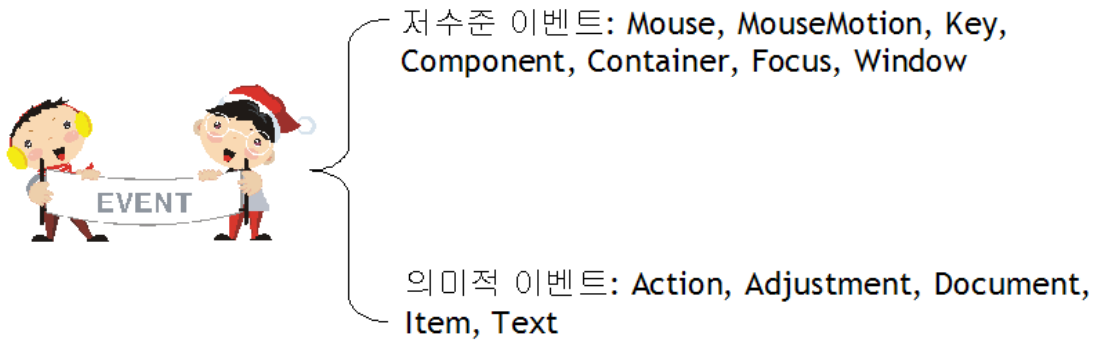 저수준 이벤트: Mouse, MouseMotion, Key,
Component, Container, Focus, Window
EVENT
의미적 이벤트: Action, Adjustment, Document,
Item, Text